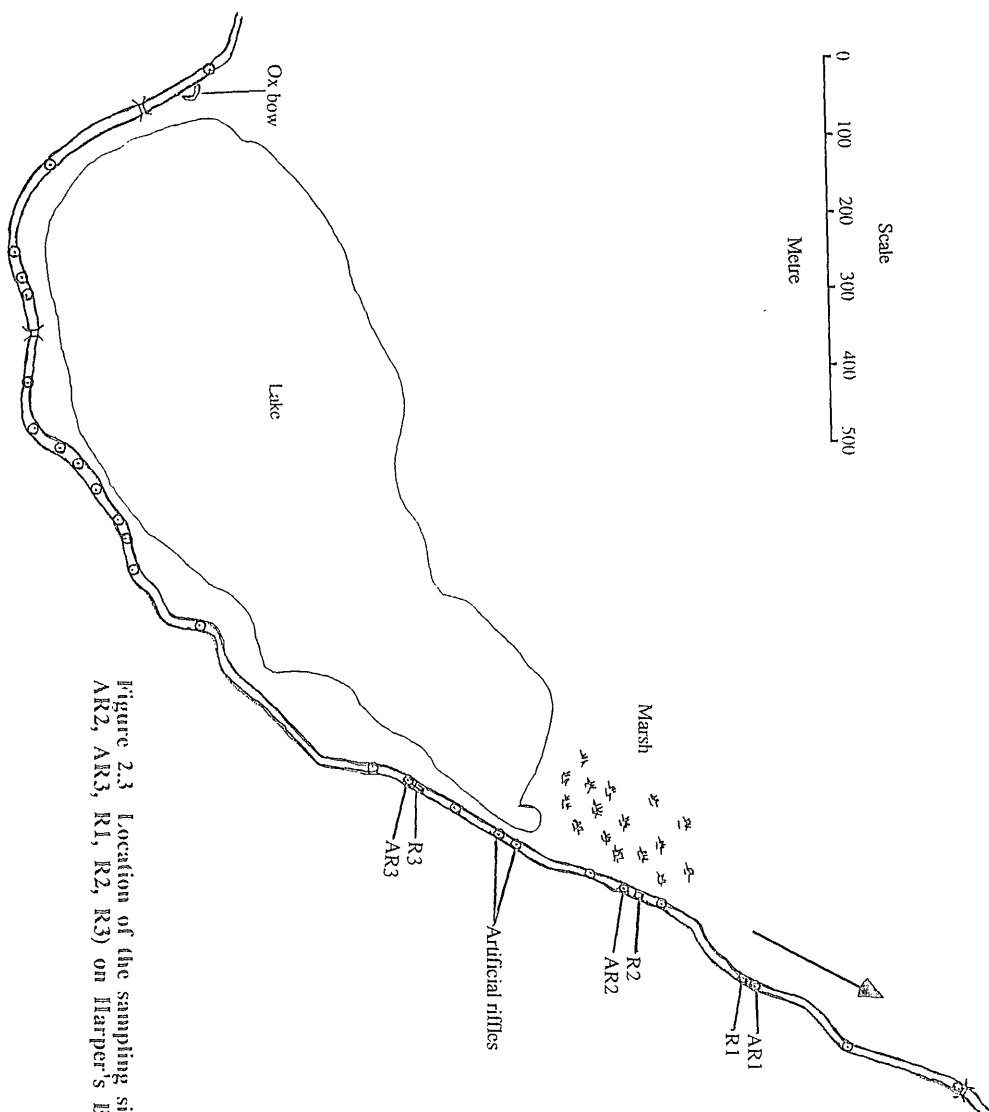 Scale
0 100 200 300 400 500
Metre
Ox bow
Lake
Marsh
R3
AR3
Artificial riffles
R2
AR2
AR1
R1
Figure 2.3 Location of the sampling
AR2, AR3, R1, R2, R3) on Harper's